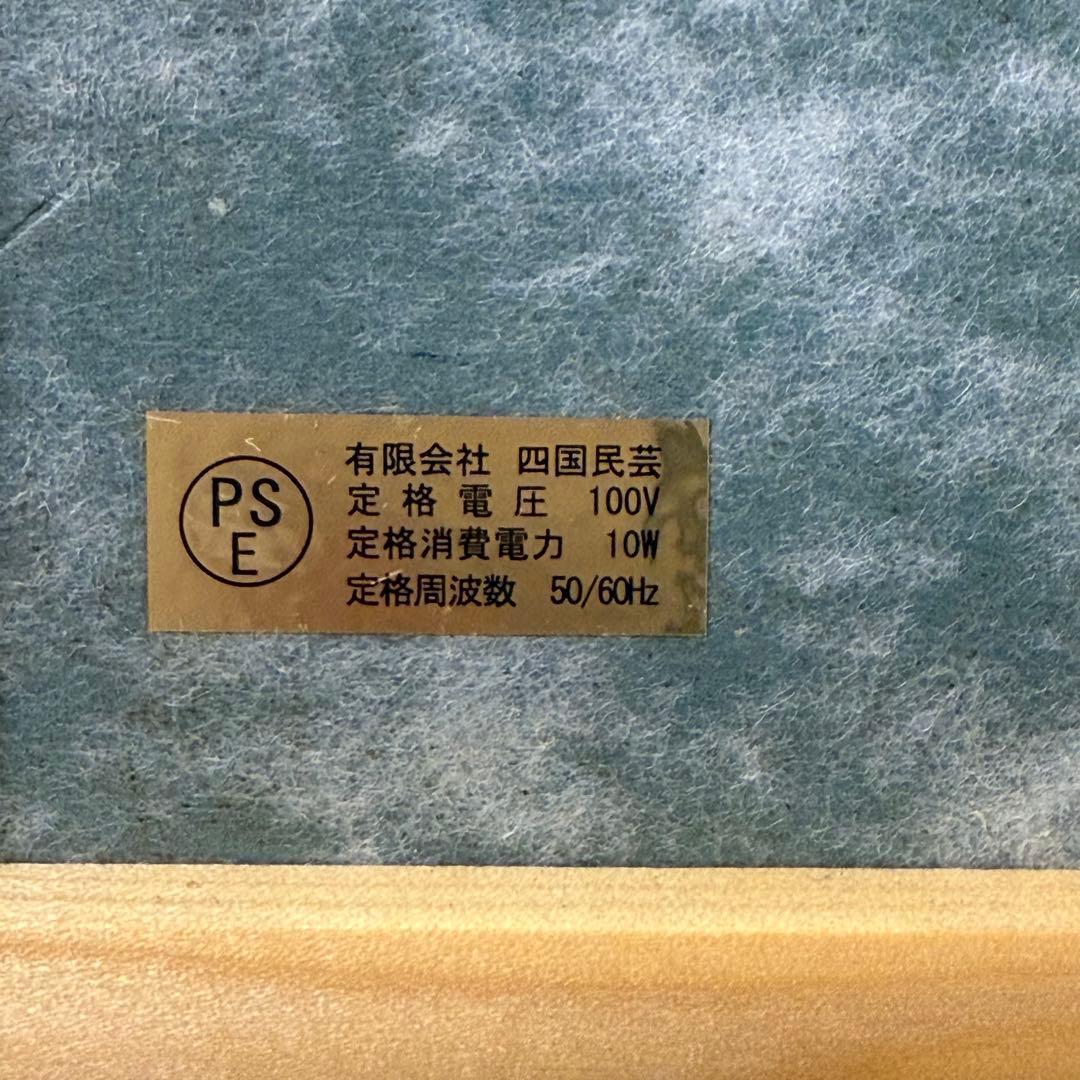 PS
E
有限会社 四国民芸
定格電圧 100V
定格消費電力 10W
定格周波数 50/60Hz